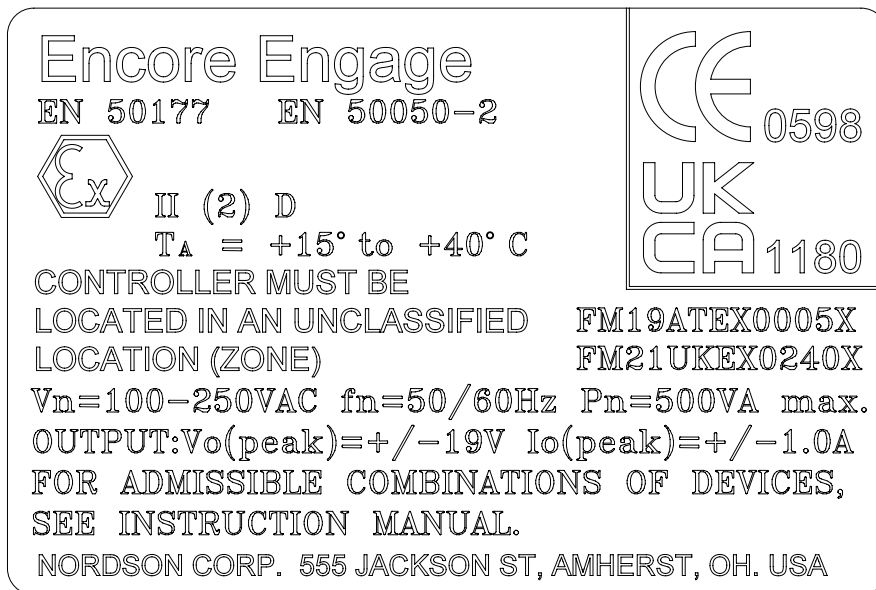 Encore Engage
EN 50177 EN 50050-2
CE 0598
Ex
II (2) D
UK
CA 1180
TA = +15° to +40° C
CONTROLLER MUST BE
LOCATED IN AN UNCLASSIFIED
LOCATION (ZONE)
FM19ATEX0005X
FM21UKEX0240X
Vn=100-250VAC fn=50/60Hz Pn=500VA max.
OUTPUT:Vo(peak)=+/-19V Io(peak)=+/-1.0A
FOR ADMISSIBLE COMBINATIONS OF DEVICES,
SEE INSTRUCTION MANUAL.
NORDSON CORP. 555 JACKSON ST, AMHERST, OH. USA